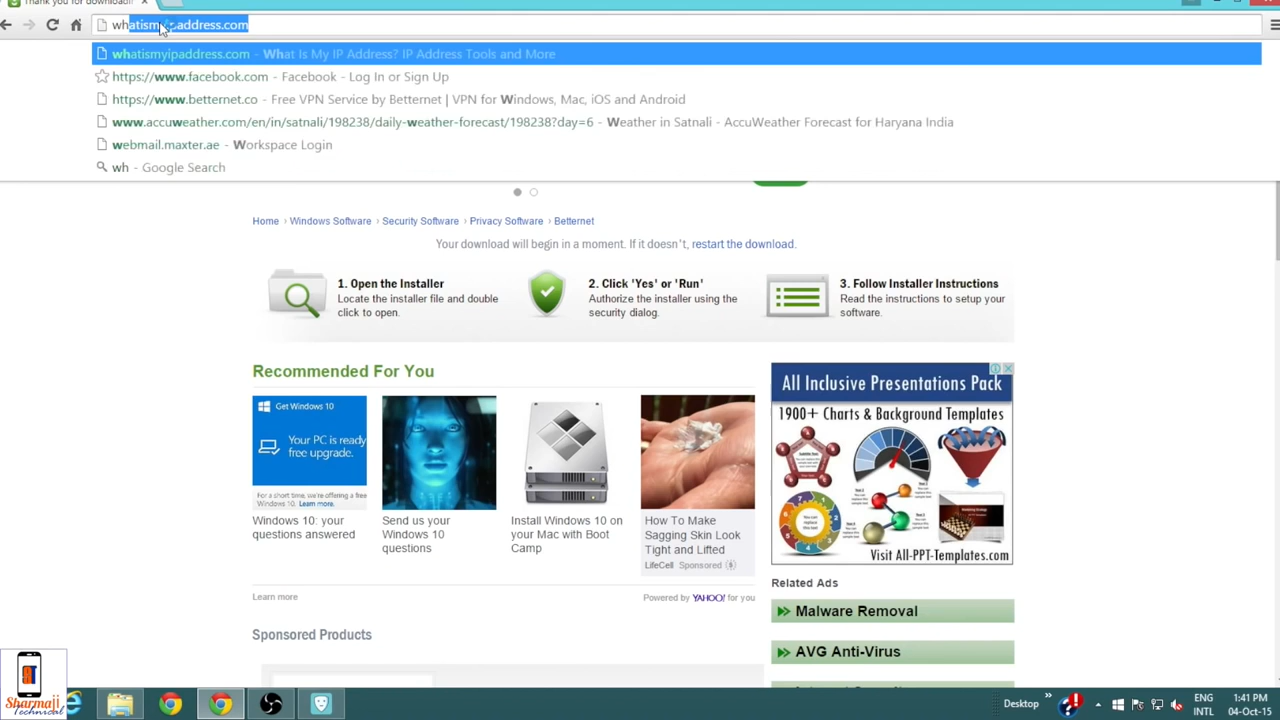 Thank you for download!!
whatismyipaddress.com
whatismyipaddress.com - What Is My IP Address? IP Address Tools and More
https://www.facebook.com - Facebook - Log In or Sign Up
https://www.betternet.co - Free VPN Service by Betternet | VPN for Windows, Mac, iOS and Android
www.accuweather.com/en/in/satnali/198238/daily-weather-forecast/198238?day=6 - Weather in Satnali - AccuWeather Forecast for Haryana India
webmail.maxter.ae - Workspace Login
wh - Google Search
Home › Windows Software › Security Software › Privacy Software › Betternet
Your download will begin in a moment. If it doesn't, restart the download.
1. Open the Installer
Locate the installer file and double
click to open.
2. Click 'Yes' or 'Run'
Authorize the installer using the
security dialog.
3. Follow Installer Instructions
Read the instructions to setup your
software.
Recommended For You
Get Windows 10
Your PC is ready
free upgrade.
For a short time, we're offering a free
Windows 10. Learn more.
Windows 10: your
questions answered
Send us your
Windows 10
questions
Install Windows 10 on
your Mac with Boot
Camp
How To Make
Sagging Skin Look
Tight and Lifted
LifeCell Sponsored
Learn more
Powered by YAHOO! for you
Sponsored Products
All Inclusive Presentations Pack
1900+ Charts & Background Templates
Visit All-PPT-Templates.com
Related Ads
Malware Removal
AVG Anti-Virus
Sharmaji
Technical
Desktop
ENG
INTL
1:41 PM
04-Oct-15